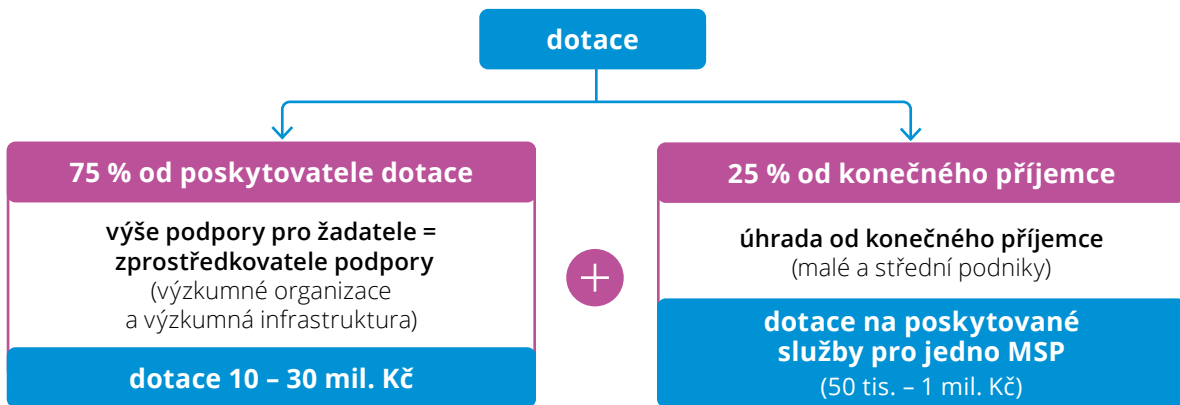 dotace
75 % od poskytovatele dotace
výše podpory pro žadatele =
zprostředkovatele podpory
(výzkumné organizace
a výzkumná infrastruktura)
dotace 10 – 30 mil. Kč
+
25 % od konečného příjemce
úhrada od konečného příjemce
(malé a střední podniky)
dotace na poskytované
služby pro jedno MSP
(50 tis. – 1 mil. Kč)